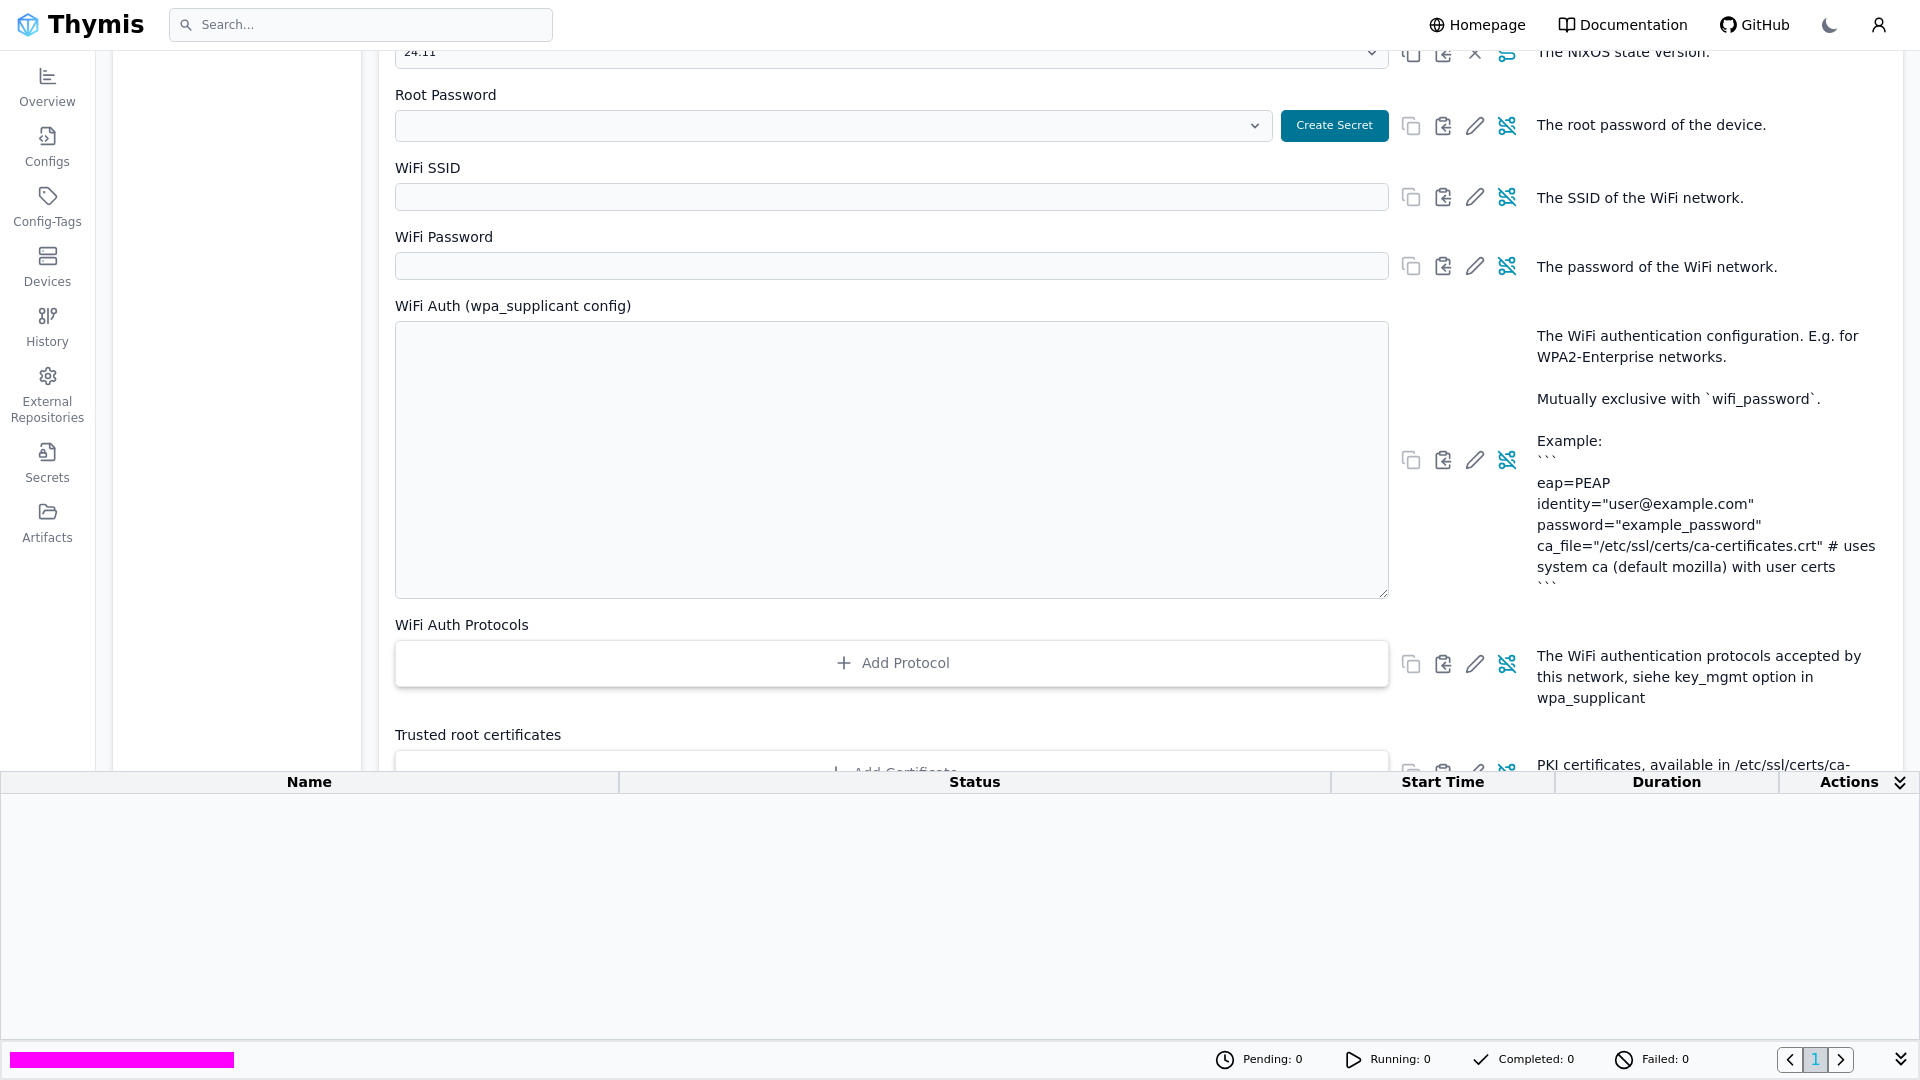 Thymis
Search...
Homepage
Documentation
GitHub
Overview
Configs
Config-Tags
Devices
History
External
Repositories
Secrets
Artifacts
24.11
The NixOS state version.
Root Password
Create Secret
The root password of the device.
WiFi SSID
The SSID of the WiFi network.
WiFi Password
The password of the WiFi network.
WiFi Auth (wpa_supplicant config)
The WiFi authentication configuration. E.g. for
WPA2-Enterprise networks.
Mutually exclusive with `wifi_password`.
Example:
```
eap=PEAP
identity="user@example.com"
password="example_password"
ca_file="/etc/ssl/certs/ca-certificates.crt" # uses
system ca (default mozilla) with user certs
```
WiFi Auth Protocols
Add Protocol
The WiFi authentication protocols accepted by
this network, siehe key_mgmt option in
wpa_supplicant
Trusted root certificates
Add Certificate
PKI certificates, available in /etc/ssl/certs/ca-
Name
Status
Start Time
Duration
Actions
Pending: 0
Running: 0
Completed: 0
Failed: 0
1